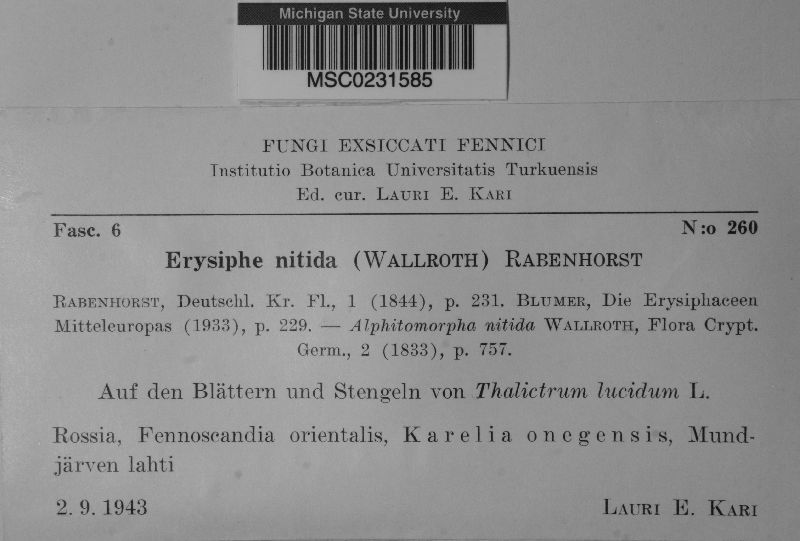 Michigan State University
MSC0231585
FUNGI EXSICCATI FENNICI
Institutio Botanica Universitatis Turkuensis
Ed. cur. LAURI E. KARI
Fasc. 6 N:o 260
Erysiphe nitida (WALLROTH) RABENHORST
RABENHORST, Deutschl. Kr. Fl., 1 (1844), p. 231. BLUMER, Die Erysiphaceen
Mitteleuropas (1933), p. 229. — Alphitomorpha nitida WALLROTH, Flora Crypt.
Germ., 2 (1833), p. 757.
Auf den Blättern und Stengeln von Thalictrum lucidum L.
Rossia, Fennoscandia orientalis, Karelia onegensis, Mund-
järven lahti
2. 9. 1943 LAURI E. KARI